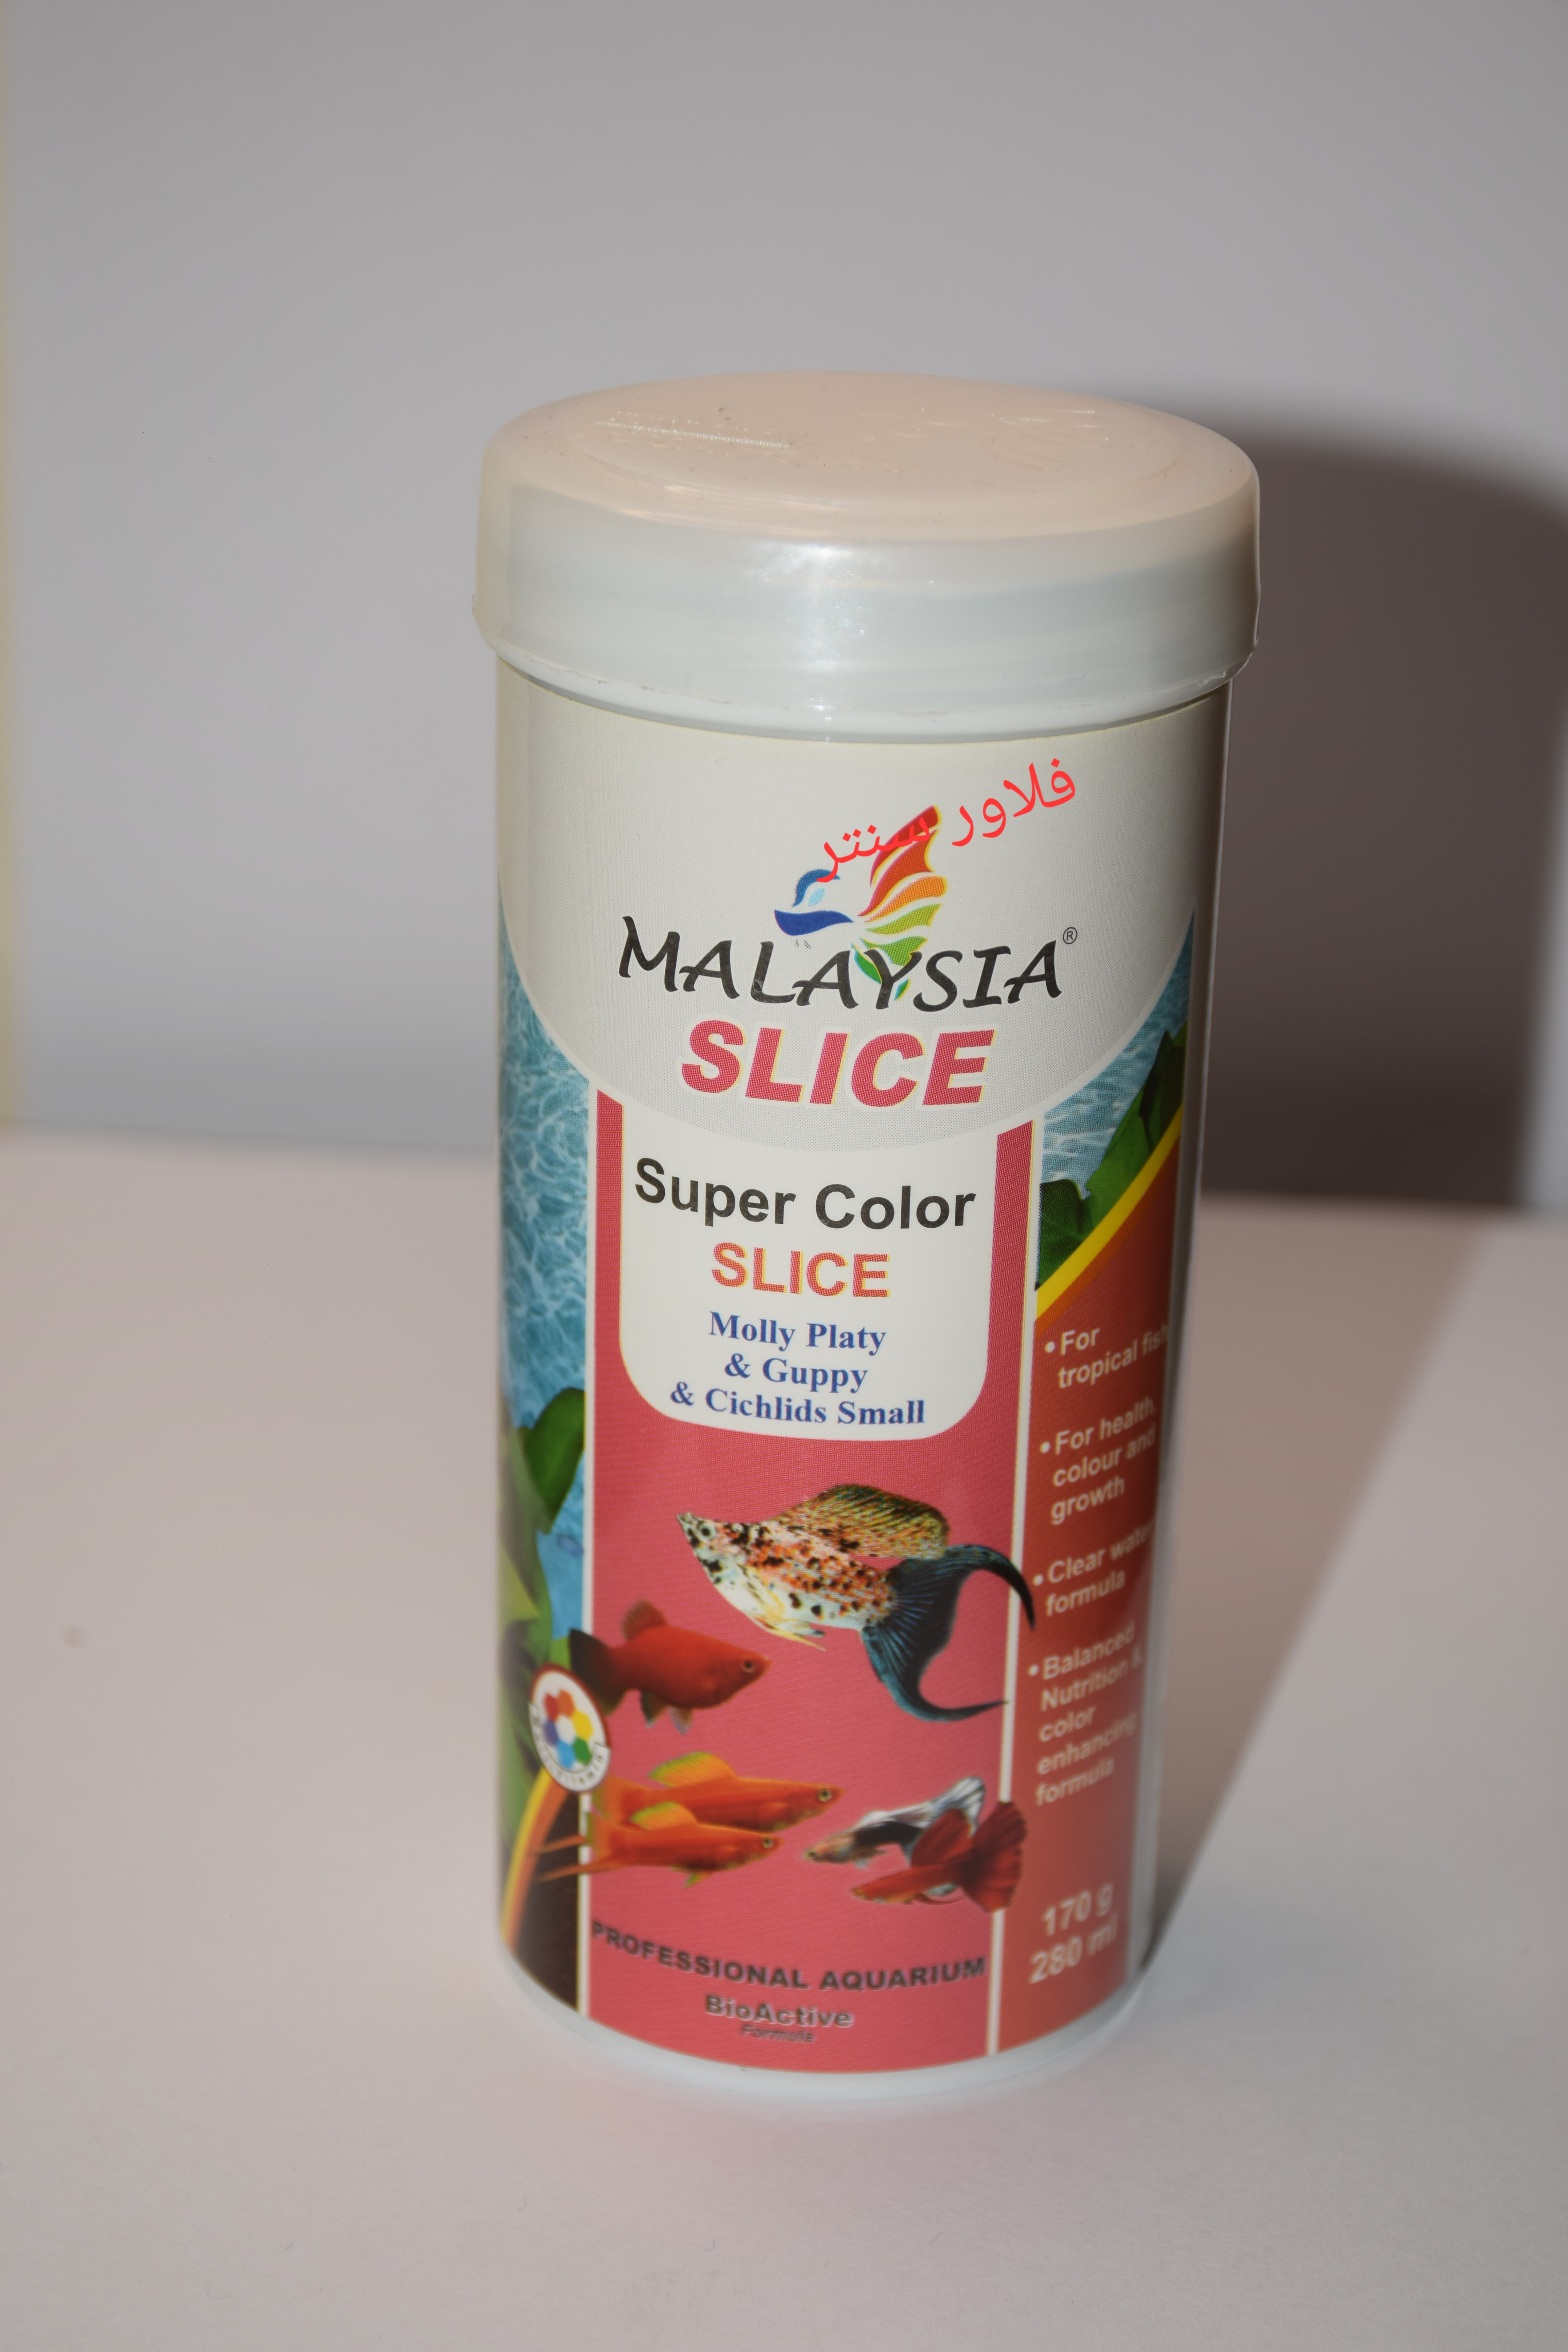 فلاور سنتر
MALAYSIA®
SLICE
Super Color
SLICE
Molly Platy
& Guppy
& Cichlids Small
• For
tropical fish
• For health,
colour and
growth
• Clear water
formula
• Balanced
Nutrition &
color
enhancing
formula
170 g
280 ml
PROFESSIONAL AQUARIUM
BioActive
Formula